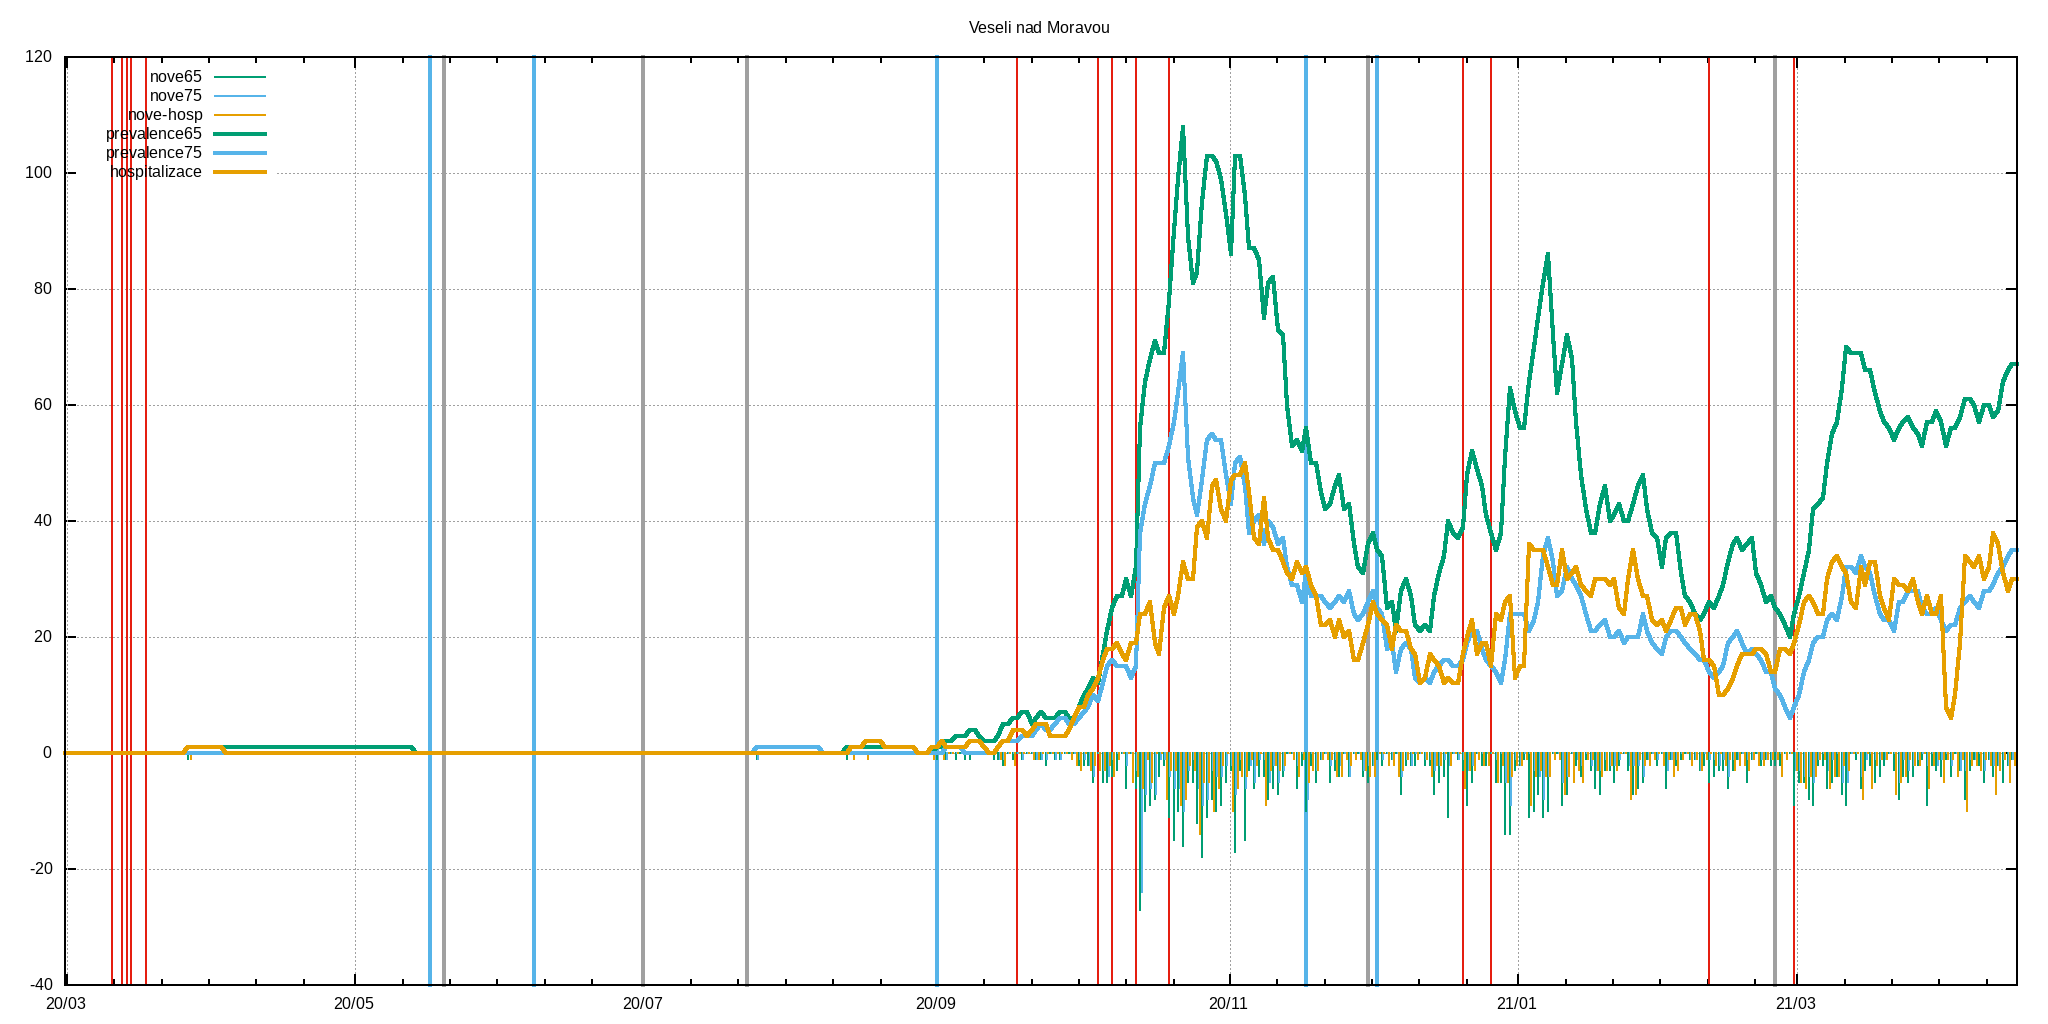 Veseli nad Moravou
120
100
80
60
40
20
0
-20
-40
nove65
nove75
nove-hosp
prevalence65
prevalence75
hospitalizace
20/03 20/05 20/07 20/09 20/11 21/01 21/03